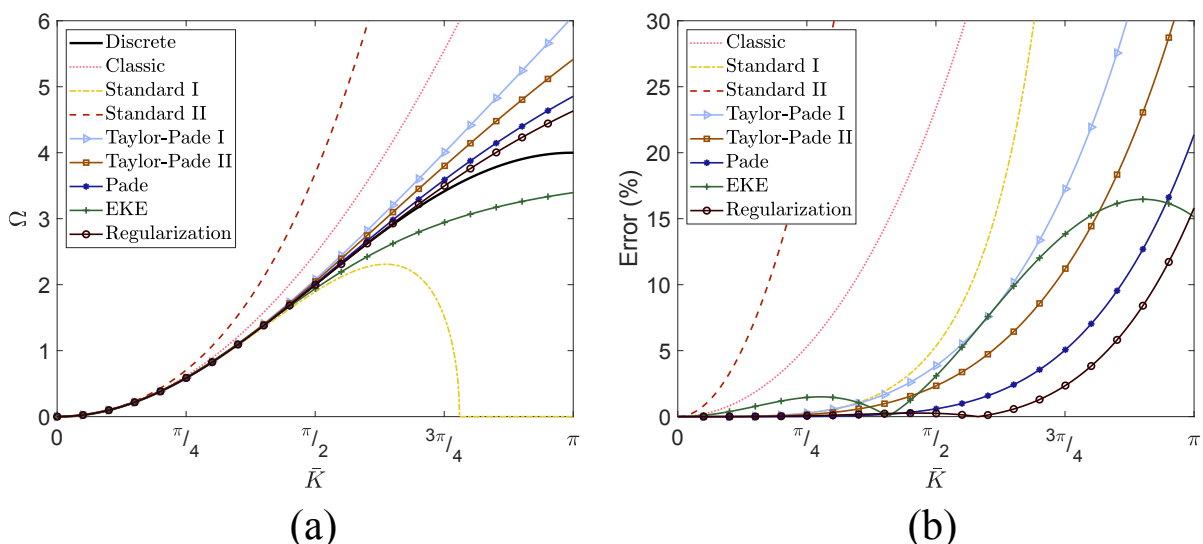 6
5
4
3
2
1
0
Ω
Discrete
Classic
Standard I
Standard II
Taylor-Pade I
Taylor-Pade II
Pade
EKE
Regularization
0
π/4
π/2
3π/4
π
K̄
(a)
30
25
20
15
10
5
0
Error (%)
Classic
Standard I
Standard II
Taylor-Pade I
Taylor-Pade II
Pade
EKE
Regularization
0
π/4
π/2
3π/4
π
K̄
(b)